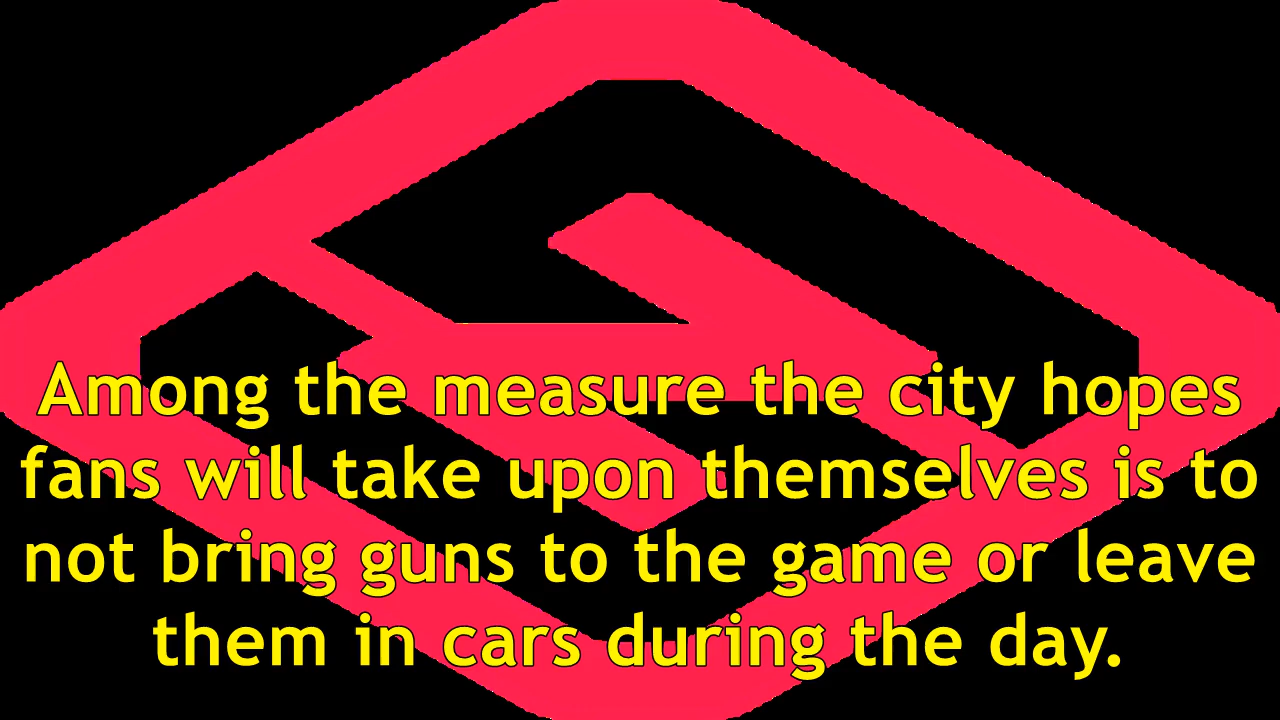 Among the measure the city hopes
fans will take upon themselves is to
not bring guns to the game or leave
them in cars during the day.